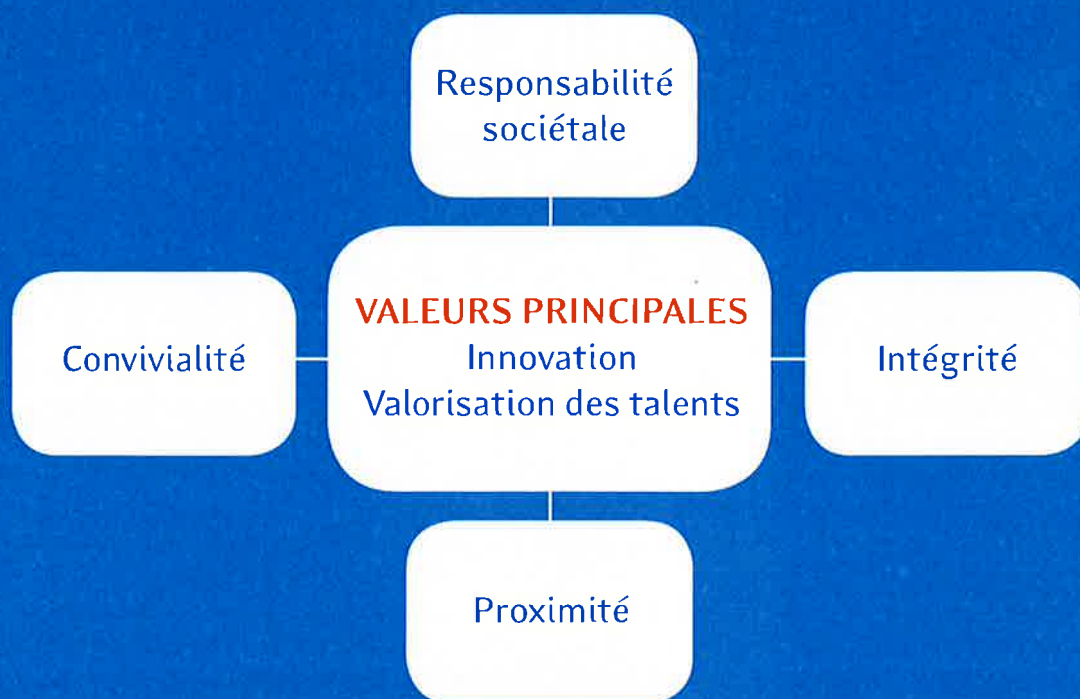 Responsabilité
sociétale
VALEURS PRINCIPALES
Innovation
Valorisation des talents
Convivialité
Intégrité
Proximité